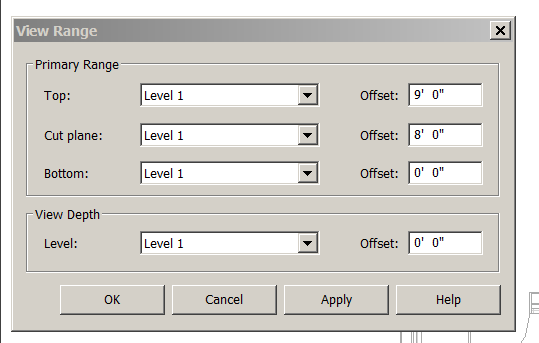 View Range
Primary Range
Top: Level 1 Offset: 9'  0"
Cut plane: Level 1 Offset: 8'  0"
Bottom: Level 1 Offset: 0'  0"
View Depth
Level: Level 1 Offset: 0'  0"
OK Cancel Apply Help